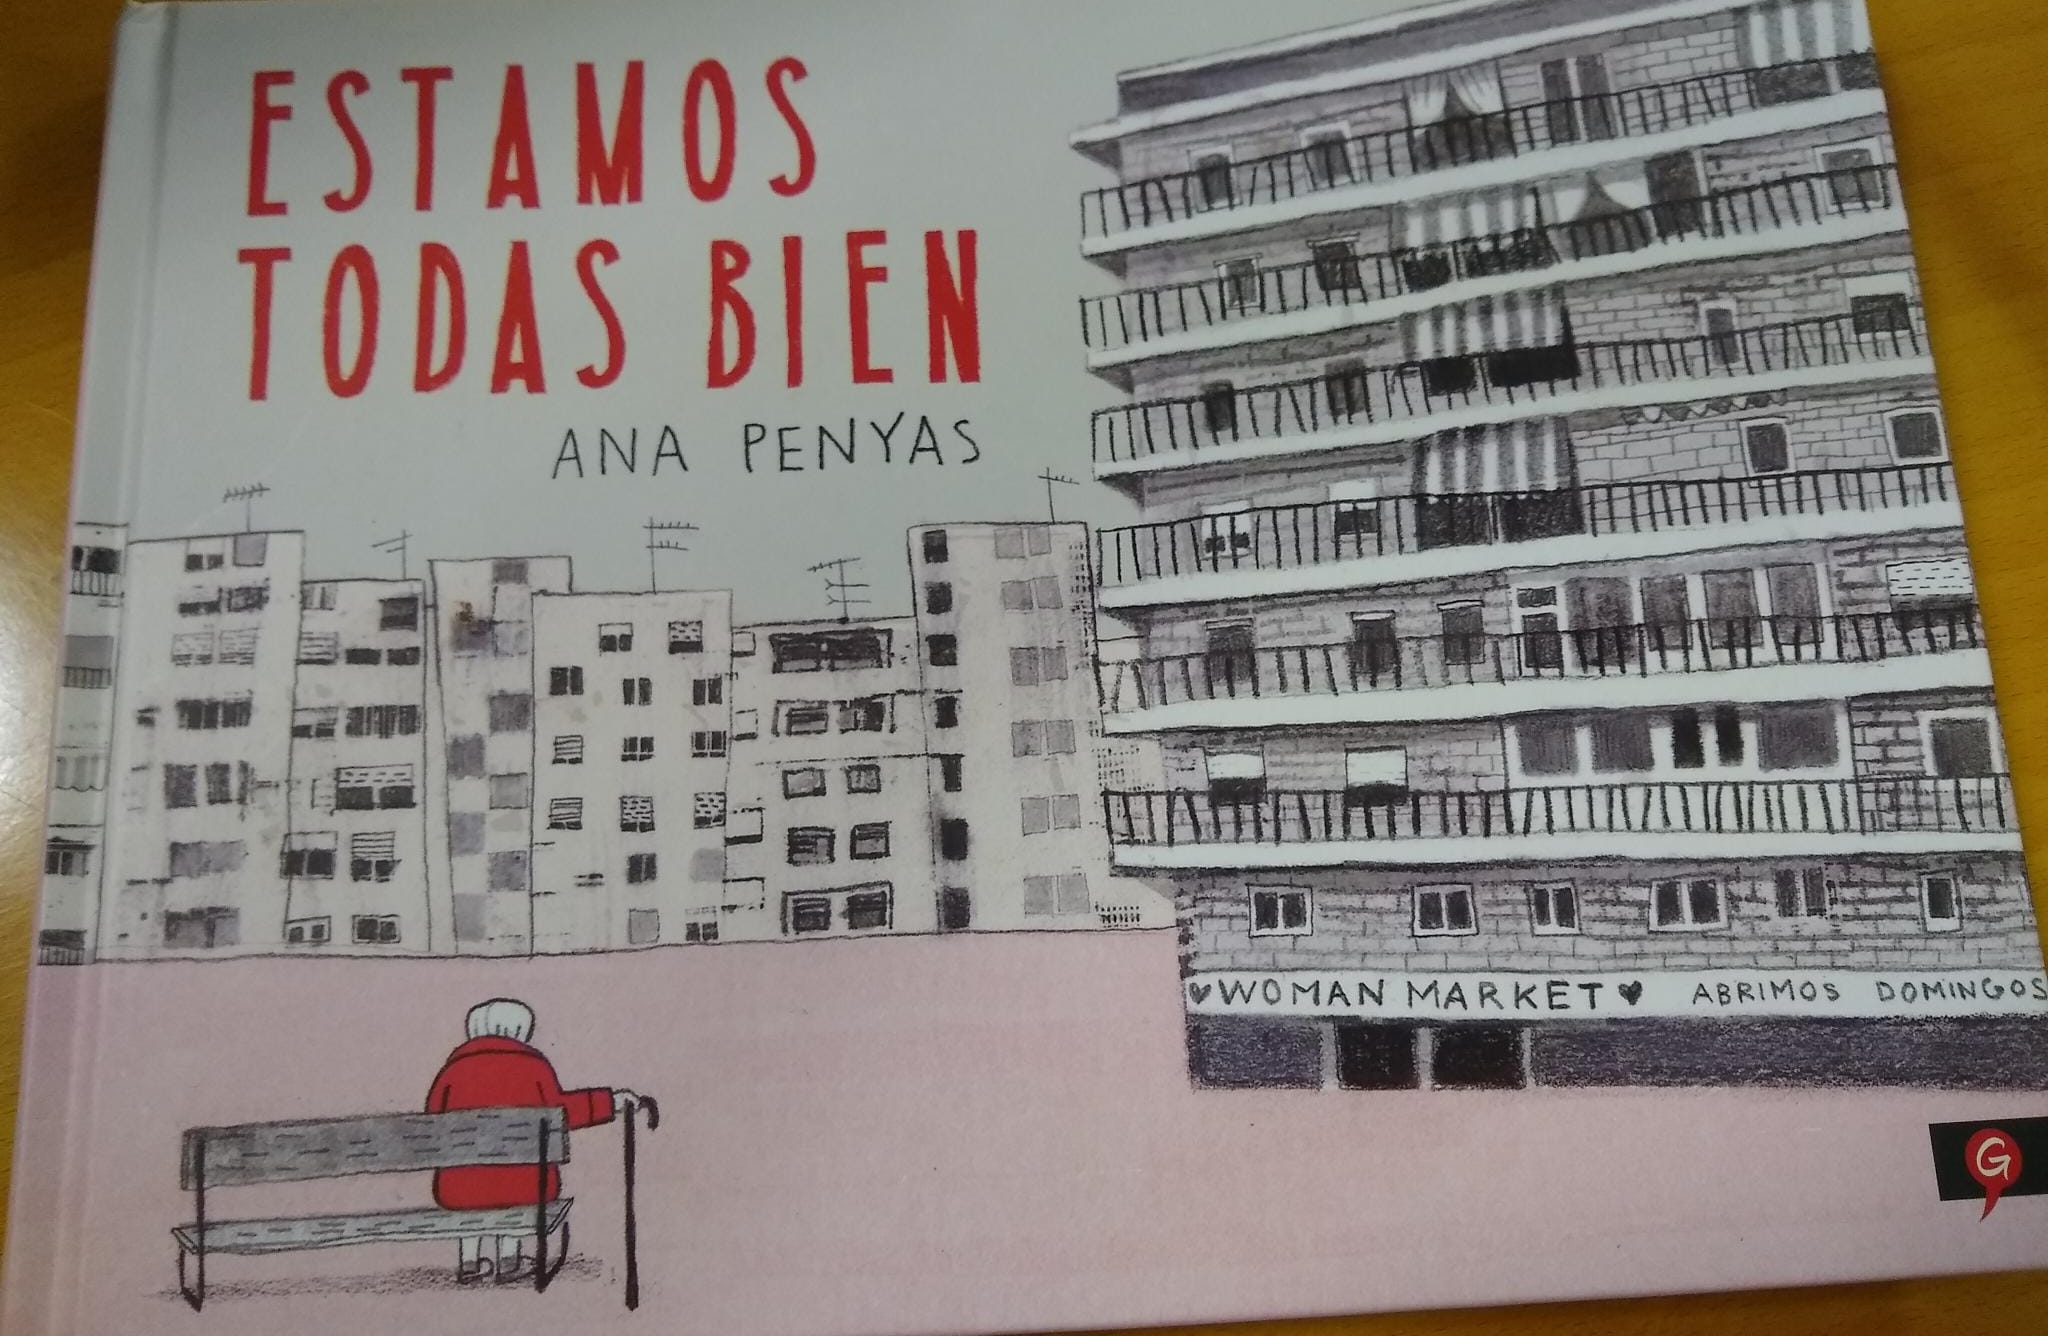 ESTAMOS
TODAS BIEN
ANA PENYAS
♥WOMAN MARKET♥ ABRIMOS DOMINGOS
G